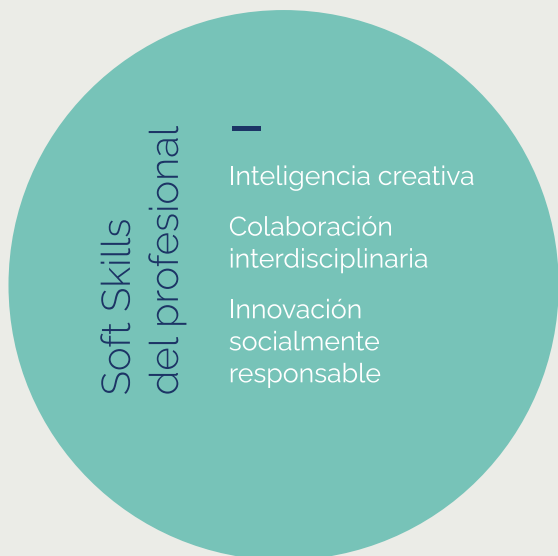 Soft Skills
del profesional
Inteligencia creativa
Colaboración
interdisciplinaria
Innovación
socialmente
responsable